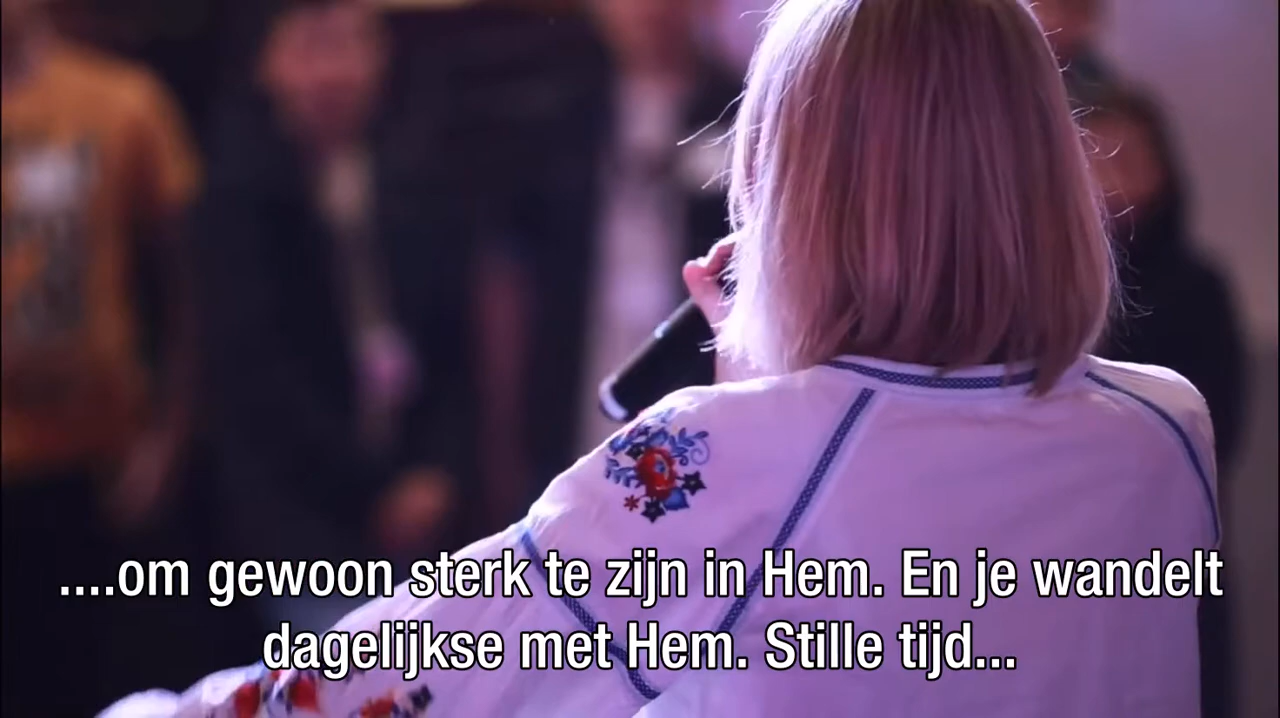 ....om gewoon sterk te zijn in Hem. En je wandelt
dagelijkse met Hem. Stille tijd...